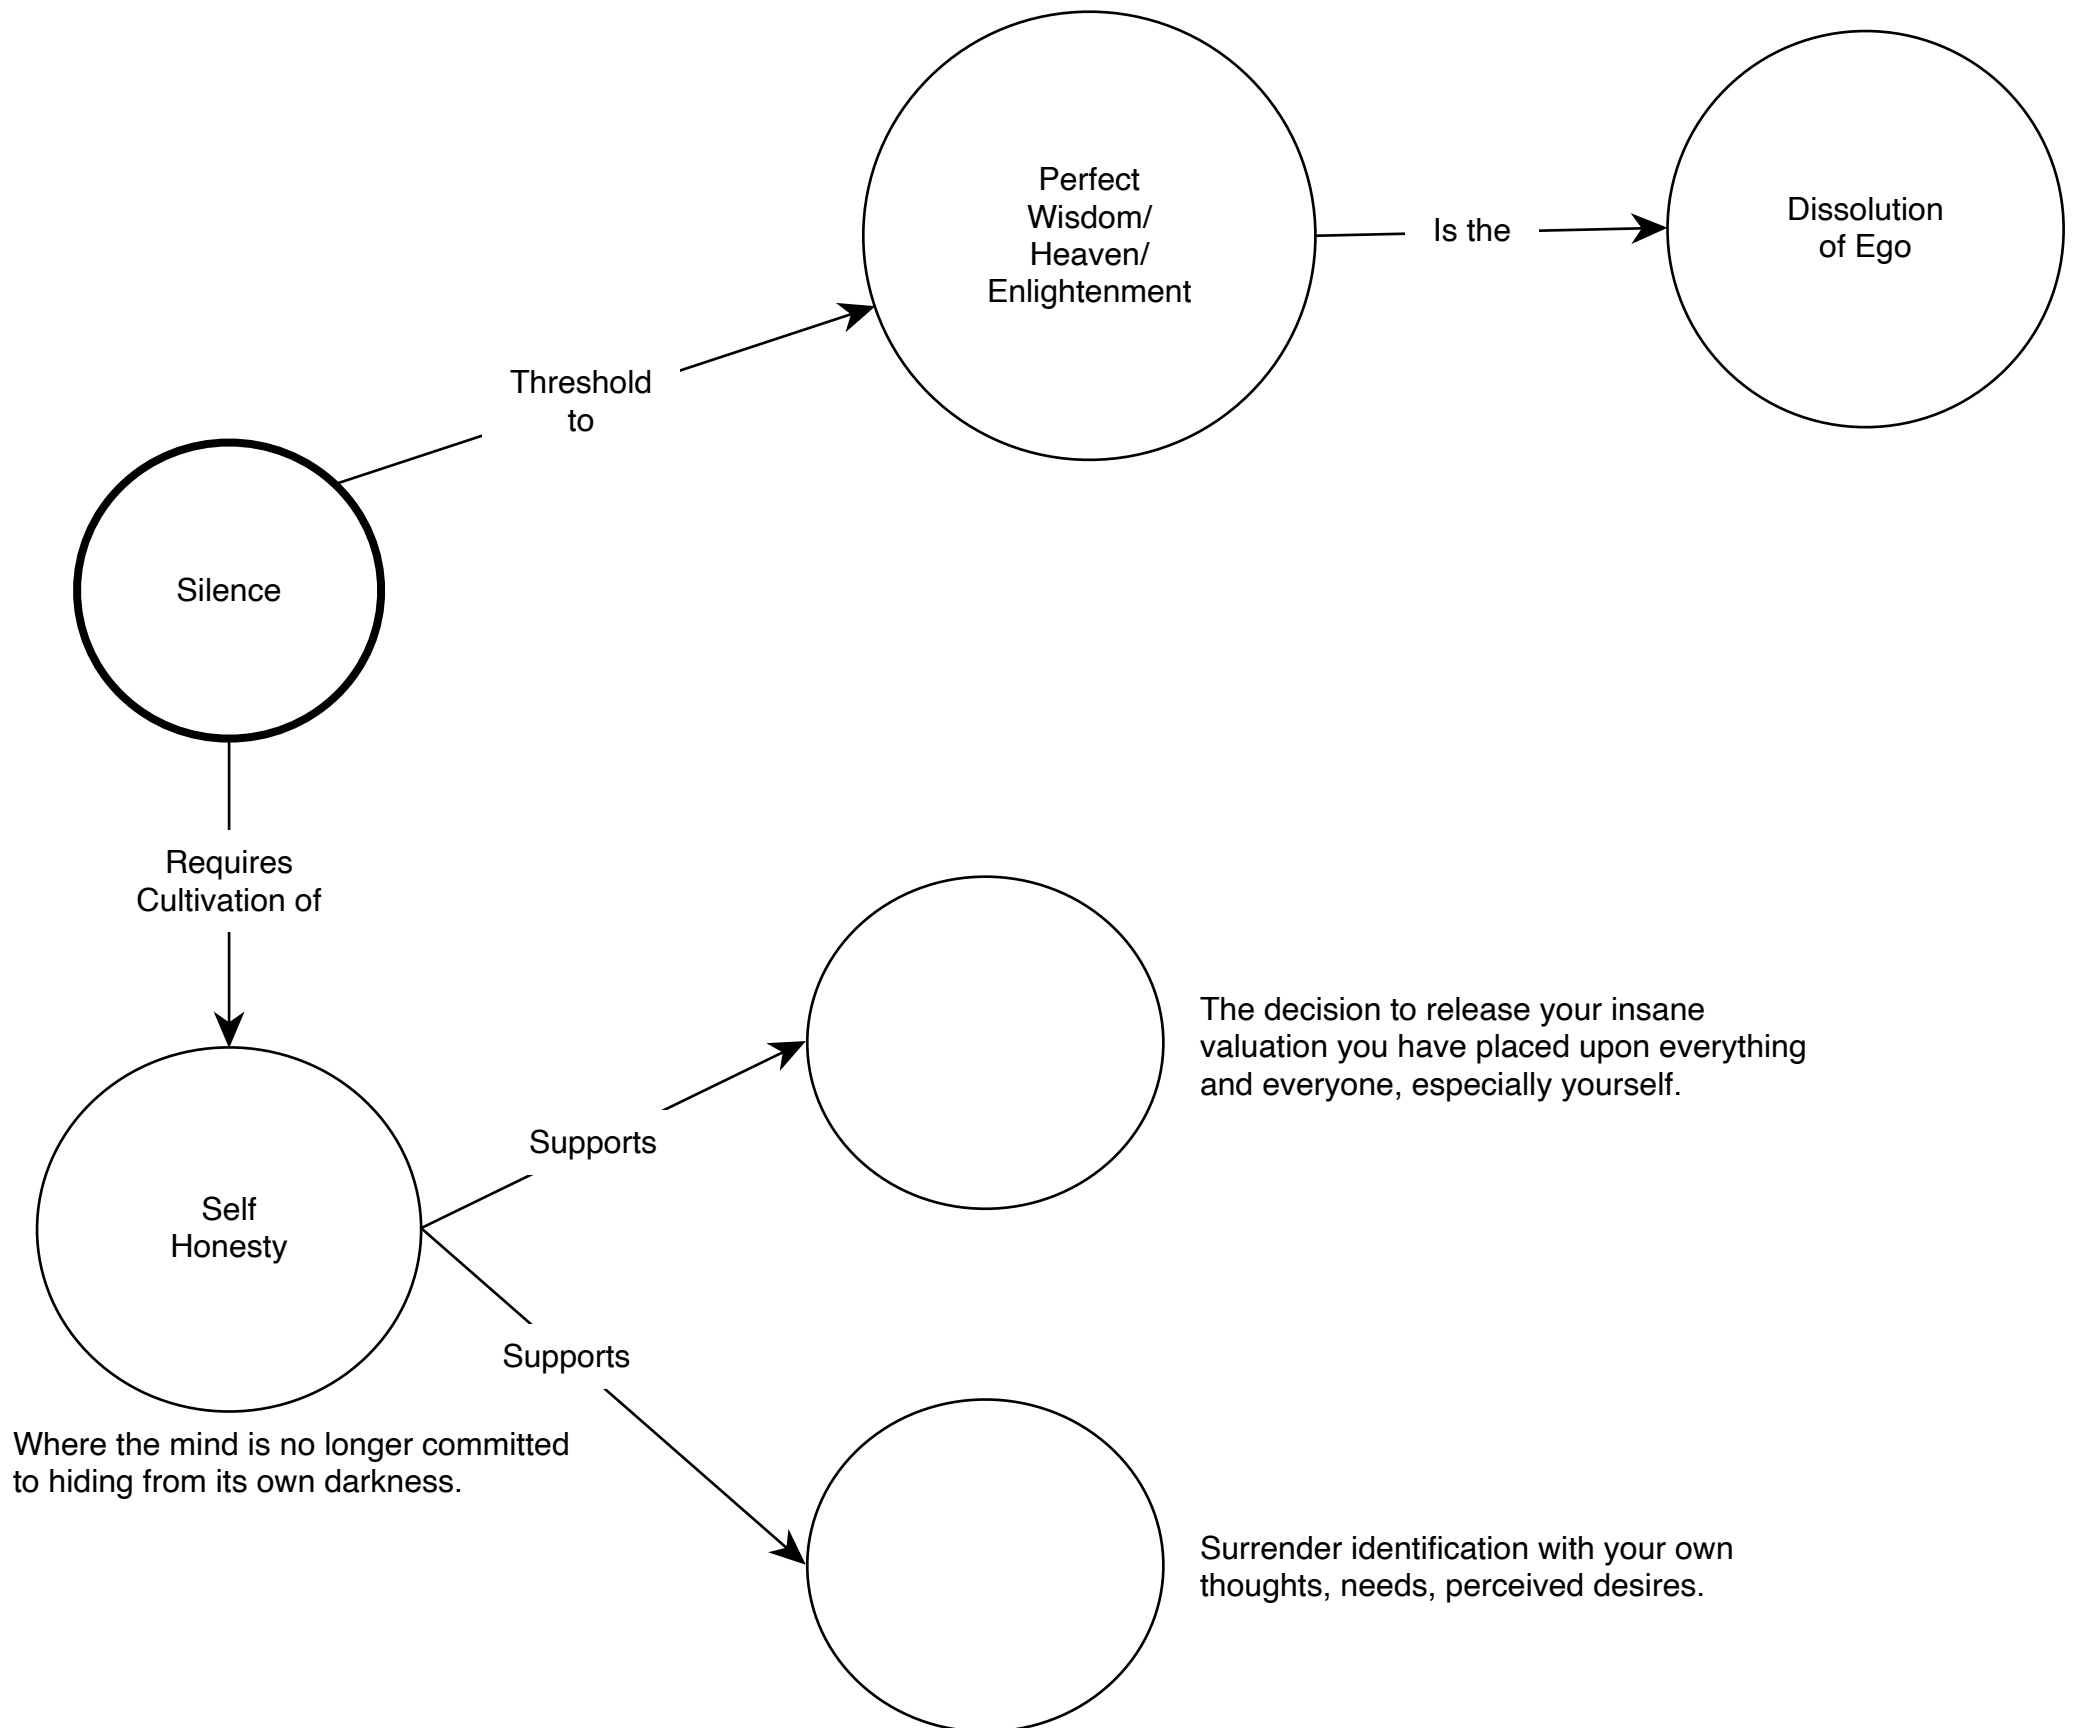 Perfect
Wisdom/
Heaven/
Enlightenment
Is the
Dissolution
of Ego
Threshold
to
Silence
Requires
Cultivation of
The decision to release your insane
valuation you have placed upon everything
and everyone, especially yourself.
Supports
Self
Honesty
Supports
Where the mind is no longer committed
to hiding from its own darkness.
Surrender identification with your own
thoughts, needs, perceived desires.